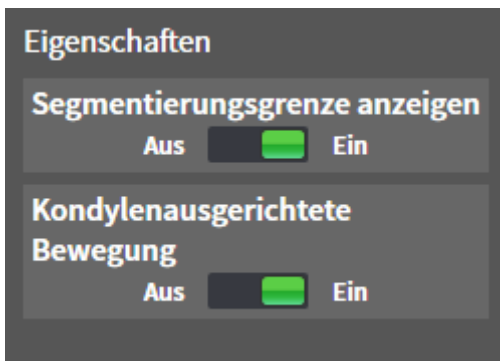 Eigenschaften
Segmentierungsgrenze anzeigen
Aus Ein
Kondylenausgerichtete
Bewegung
Aus Ein